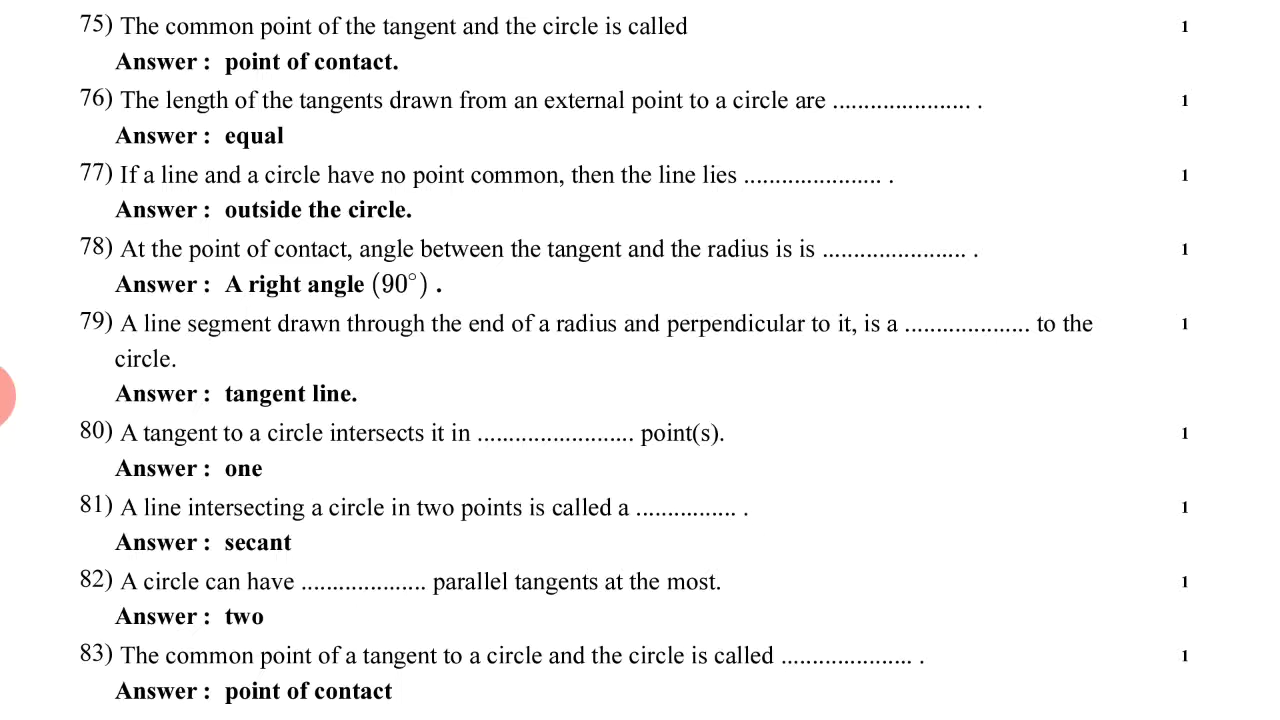 75) The common point of the tangent and the circle is called 1
Answer : point of contact.
76) The length of the tangents drawn from an external point to a circle are ...................... . 1
Answer : equal
77) If a line and a circle have no point common, then the line lies ...................... . 1
Answer : outside the circle.
78) At the point of contact, angle between the tangent and the radius is is ....................... . 1
Answer : A right angle (90°) .
79) A line segment drawn through the end of a radius and perpendicular to it, is a .................... to the 1
circle.
Answer : tangent line.
80) A tangent to a circle intersects it in ......................... point(s). 1
Answer : one
81) A line intersecting a circle in two points is called a ................ . 1
Answer : secant
82) A circle can have .................... parallel tangents at the most. 1
Answer : two
83) The common point of a tangent to a circle and the circle is called ..................... . 1
Answer : point of contact